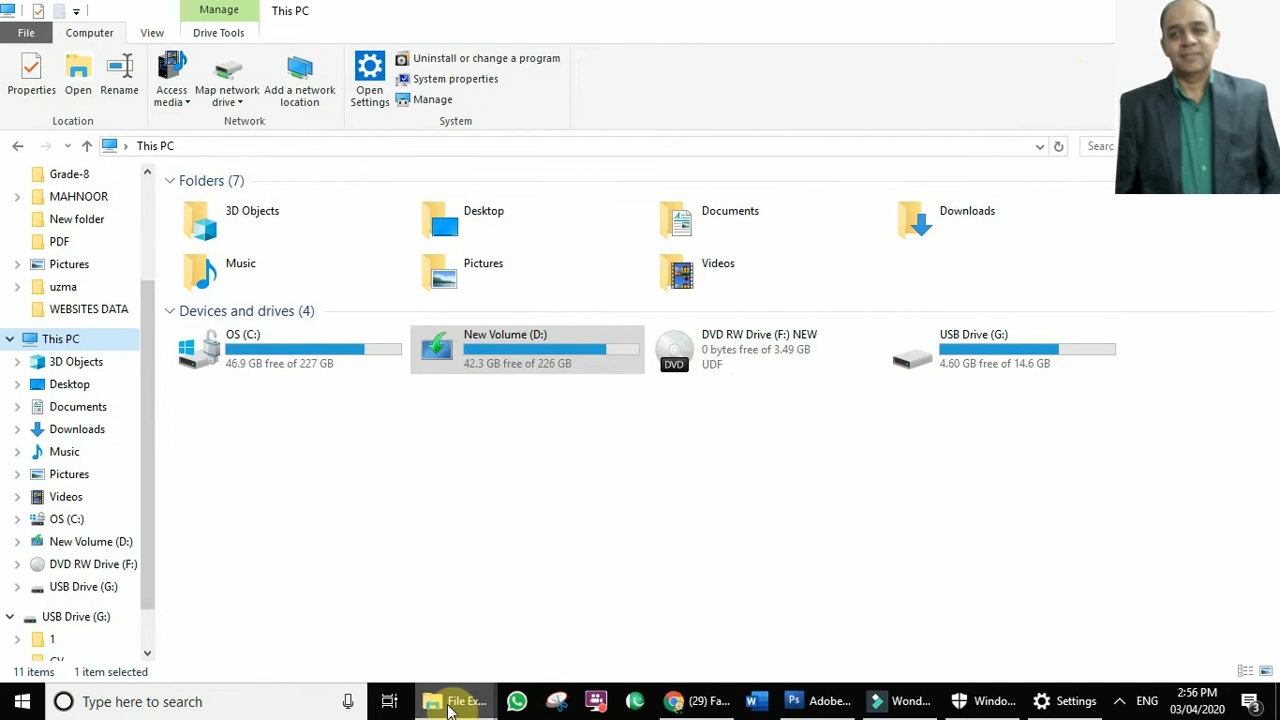 Manage
This PC
File
Computer
View
Drive Tools
Properties
Open
Rename
Access media
Map network drive
Add a network location
Open Settings
Uninstall or change a program
System properties
Manage
Location
Network
System
This PC
Searc
Grade-8
MAHNOOR
New folder
PDF
Pictures
uzma
WEBSITES DATA
This PC
3D Objects
Desktop
Documents
Downloads
Music
Pictures
Videos
OS (C:)
New Volume (D:)
DVD RW Drive (F:)
USB Drive (G:)
USB Drive (G:)
1
Folders (7)
3D Objects
Desktop
Documents
Downloads
Music
Pictures
Videos
Devices and drives (4)
OS (C:)
46.9 GB free of 227 GB
New Volume (D:)
42.3 GB free of 226 GB
DVD RW Drive (F:) NEW
0 bytes free of 3.49 GB
UDF
DVD
USB Drive (G:)
4.60 GB free of 14.6 GB
11 items
1 item selected
Type here to search
File Ex...
(29) Fa...
Adobe...
Wond...
Windo...
Settings
ENG
2:56 PM
03/04/2020
3